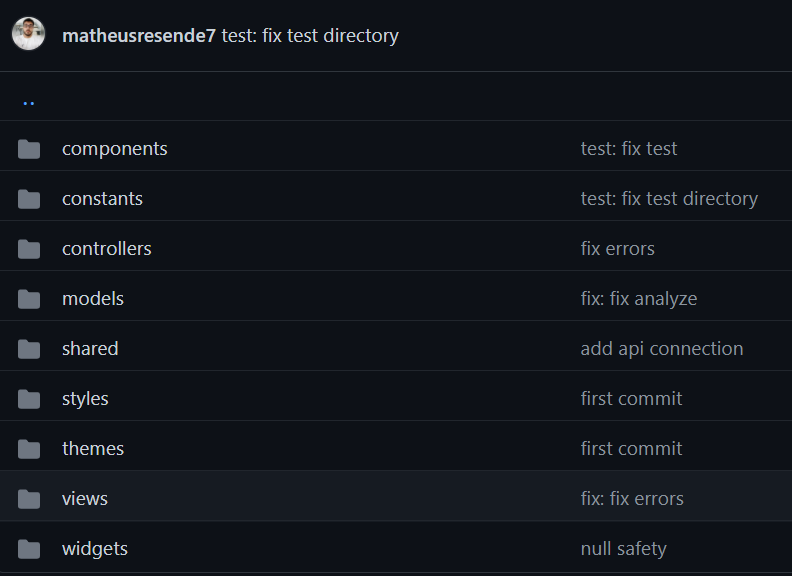 matheusresende7 test: fix test directory
..
components test: fix test
constants test: fix test directory
controllers fix errors
models fix: fix analyze
shared add api connection
styles first commit
themes first commit
views fix: fix errors
widgets null safety